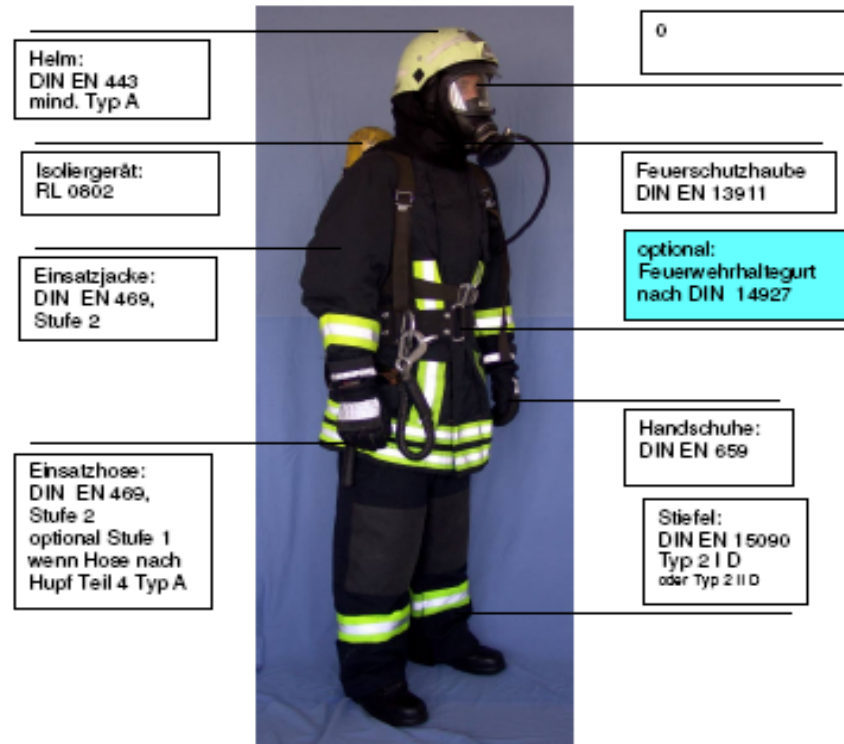 Helm:
DIN EN 443
mind. Typ A
0
Isoliergerät:
RL 0802
Feuerschutzhaube
DIN EN 13911
Einsatzjacke:
DIN EN 469,
Stufe 2
optional:
Feuerwehrhaltegurt
nach DIN 14927
Einsatzhose:
DIN EN 469,
Stufe 2
optional Stufe 1
wenn Hose nach
Hupf Teil 4 Typ A
Handschuhe:
DIN EN 659
Stiefel:
DIN EN 15090
Typ 2 I D
oder Typ 2 II D